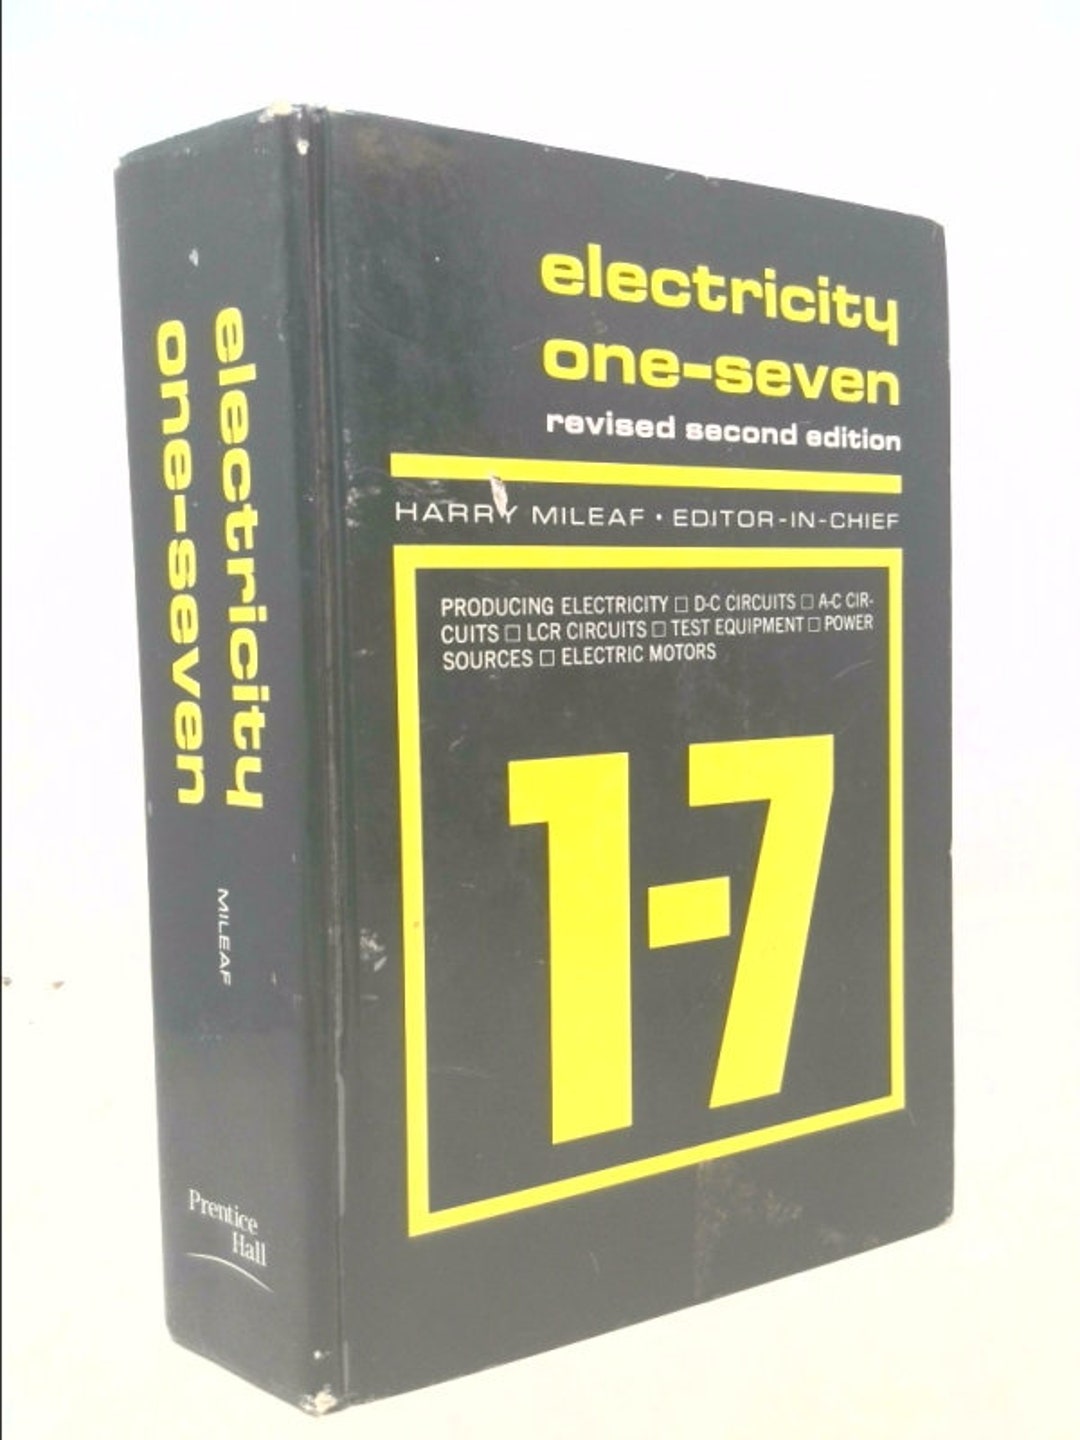 electricity
one-seven
revised second edition
HARRY MILEAF • EDITOR-IN-CHIEF
PRODUCING ELECTRICITY □ D-C CIRCUITS □ A-C CIR-
CUITS □ LCR CIRCUITS □ TEST EQUIPMENT □ POWER
SOURCES □ ELECTRIC MOTORS
1-7
electricity
one-seven
MILEAF
Prentice
Hall